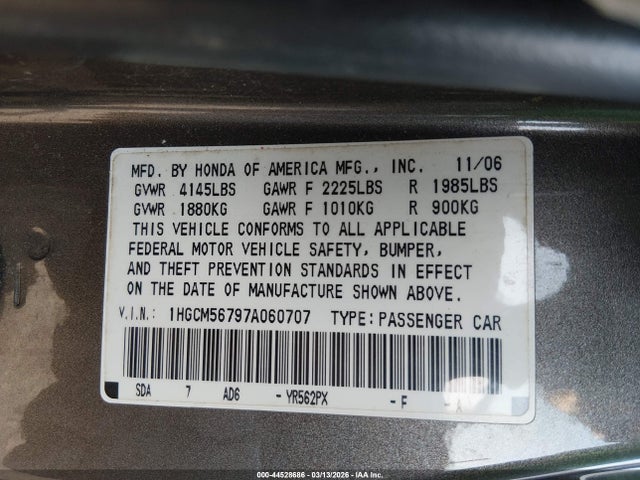 MFD. BY HONDA OF AMERICA MFG., INC. 11/06
GVWR 4145LBS GAWR F 2225LBS R 1985LBS
GVWR 1880KG GAWR F 1010KG R 900KG
THIS VEHICLE CONFORMS TO ALL APPLICABLE
FEDERAL MOTOR VEHICLE SAFETY, BUMPER,
AND THEFT PREVENTION STANDARDS IN EFFECT
ON THE DATE OF MANUFACTURE SHOWN ABOVE.
V.I.N.: 1HGCM56797A060707 TYPE:PASSENGER CAR
SDA 7 AD6 - YR562PX - F
000-44528686 - 03/13/2026 - IAA Inc.